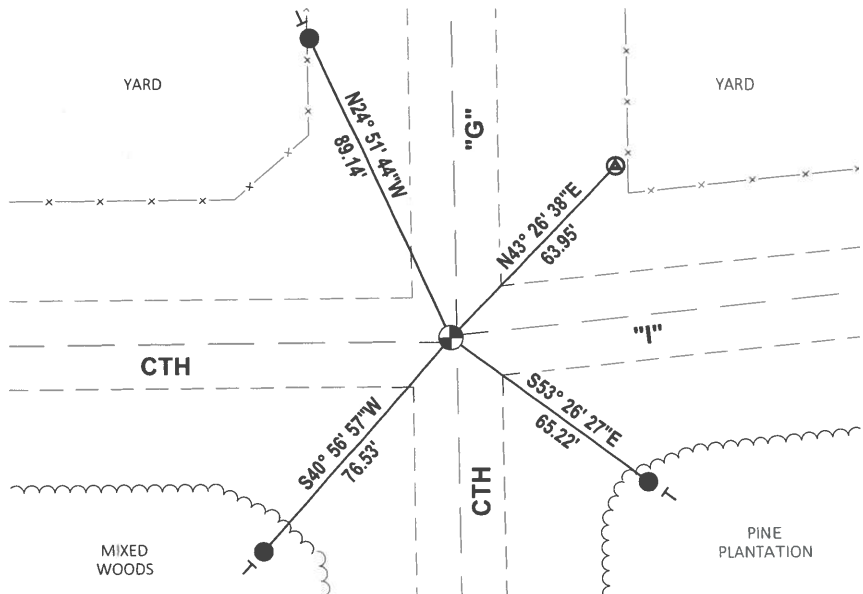 YARD
N24° 51' 44"W
89.14'
"G"
YARD
N43° 26' 38"E
63.95'
"I"
CTH
S40° 56' 57"W
76.53'
S53° 26' 27"E
65.22'
CTH
MIXED
WOODS
PINE
PLANTATION
T
T
T